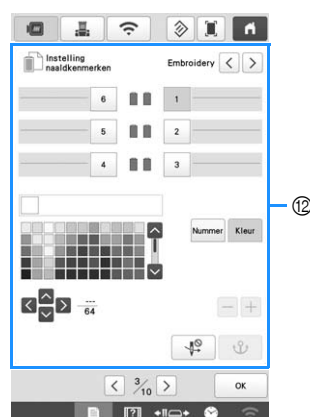 Instelling
naaldkenmerken
Embroidery < >
6 1
5 2
4 3
Nummer Kleur
---
64
− +
< 3/10 > OK
⑫